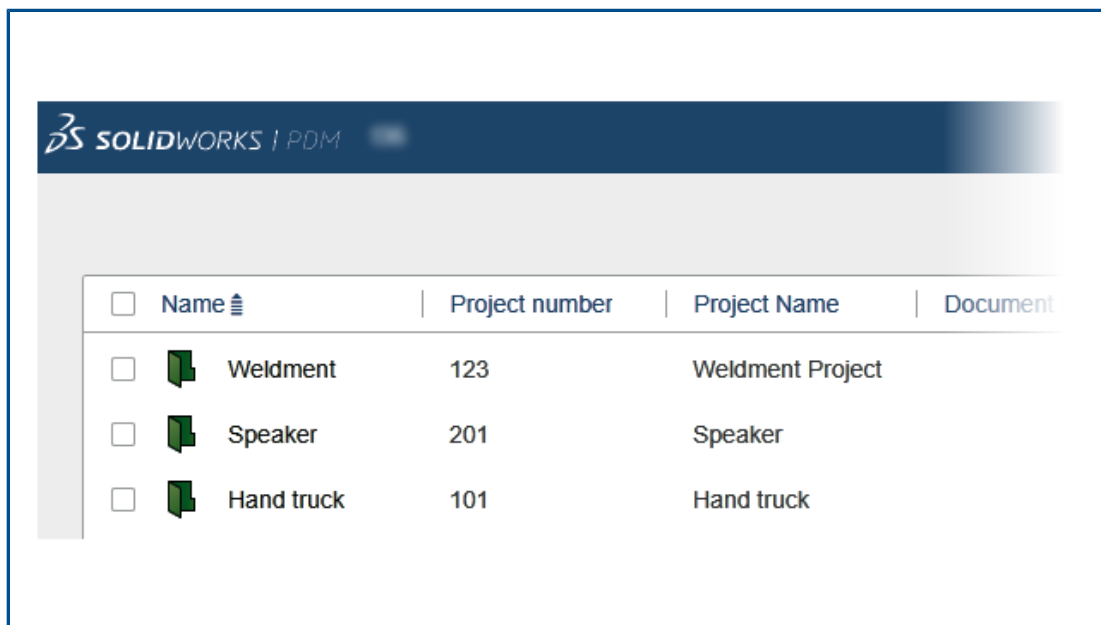 3S SOLIDWORKS | PDM
Name Project number Project Name Document
Weldment 123 Weldment Project
Speaker 201 Speaker
Hand truck 101 Hand truck